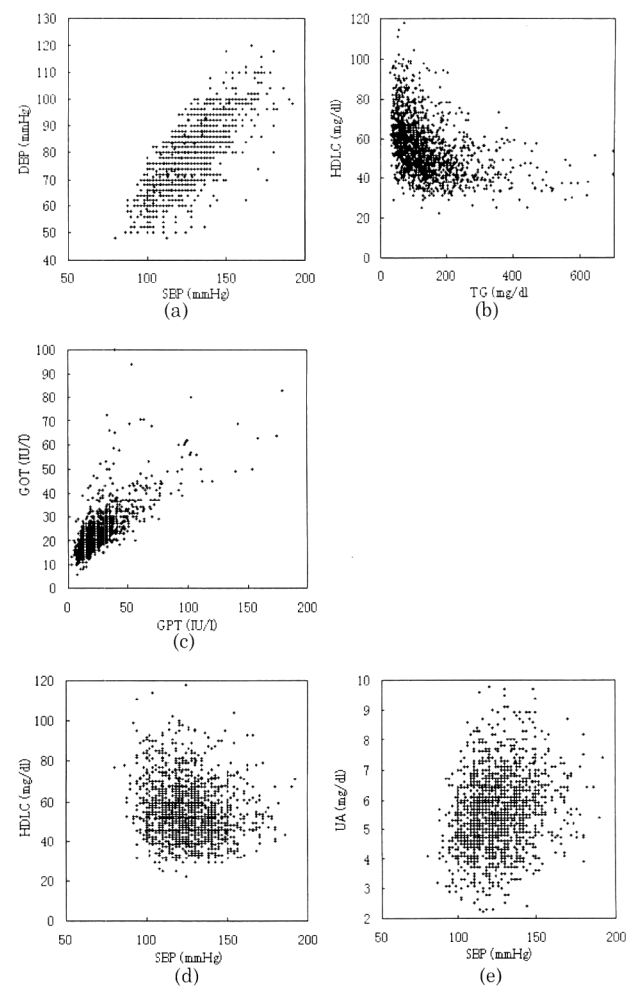 130
120
110
100
90
80
70
60
50
40
DBP (mmHg)
50 100 150 200
SBP (mmHg)
(a)
120
100
80
60
40
20
0
HDLC (mg/dl)
0 200 400 600
TG (mg/dl
(b)
100
90
80
70
60
50
40
30
20
10
0
GOT (IU/l)
0 50 100 150 200
GPT (IU/l)
(c)
120
100
80
60
40
20
0
HDLC (mg/dl)
50 100 150 200
SBP (mmHg)
(d)
10
9
8
7
6
5
4
3
2
UA (mg/dl)
50 100 150 200
SBP (mmHg)
(e)